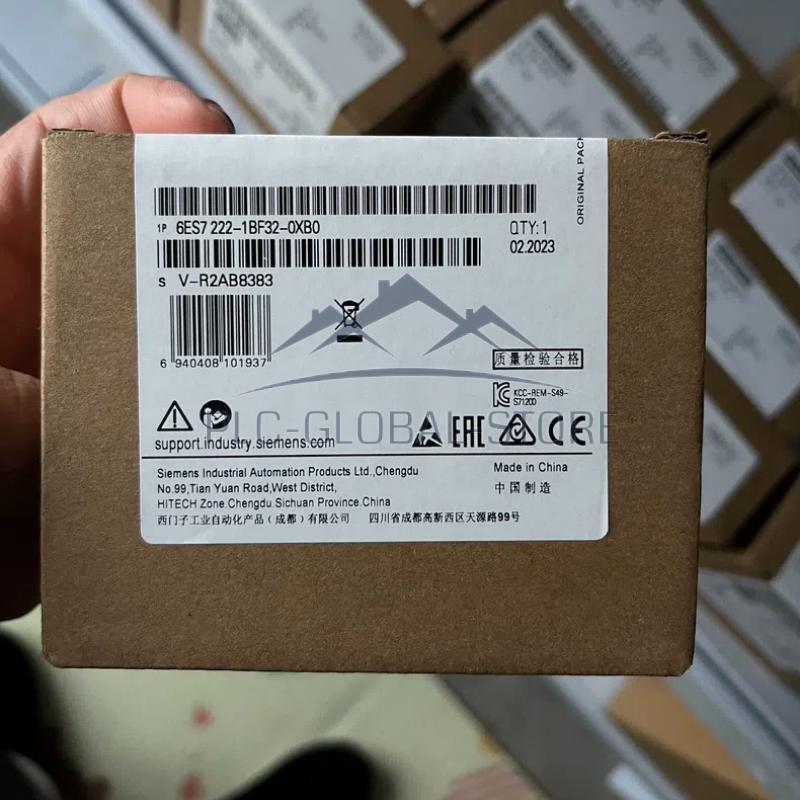 ORIGINAL PACK
1P 6ES7 222-1BF32-0XB0
QTY: 1
02.2023
S V-R2AB8383
6 940408 101937
质量检验合格
KCC-REM-S49-
S71200
PLC-GLOBAL STORE
support.industry.siemens.com
EAC
CE
Siemens Industrial Automation Products Ltd.,Chengdu
No.99,Tian Yuan Road,West District,
HITECH Zone.Chengdu.Sichuan Province.China
Made in China
中国制造
西门子工业自动化产品（成都）有限公司 四川省成都高新西区天源路99号